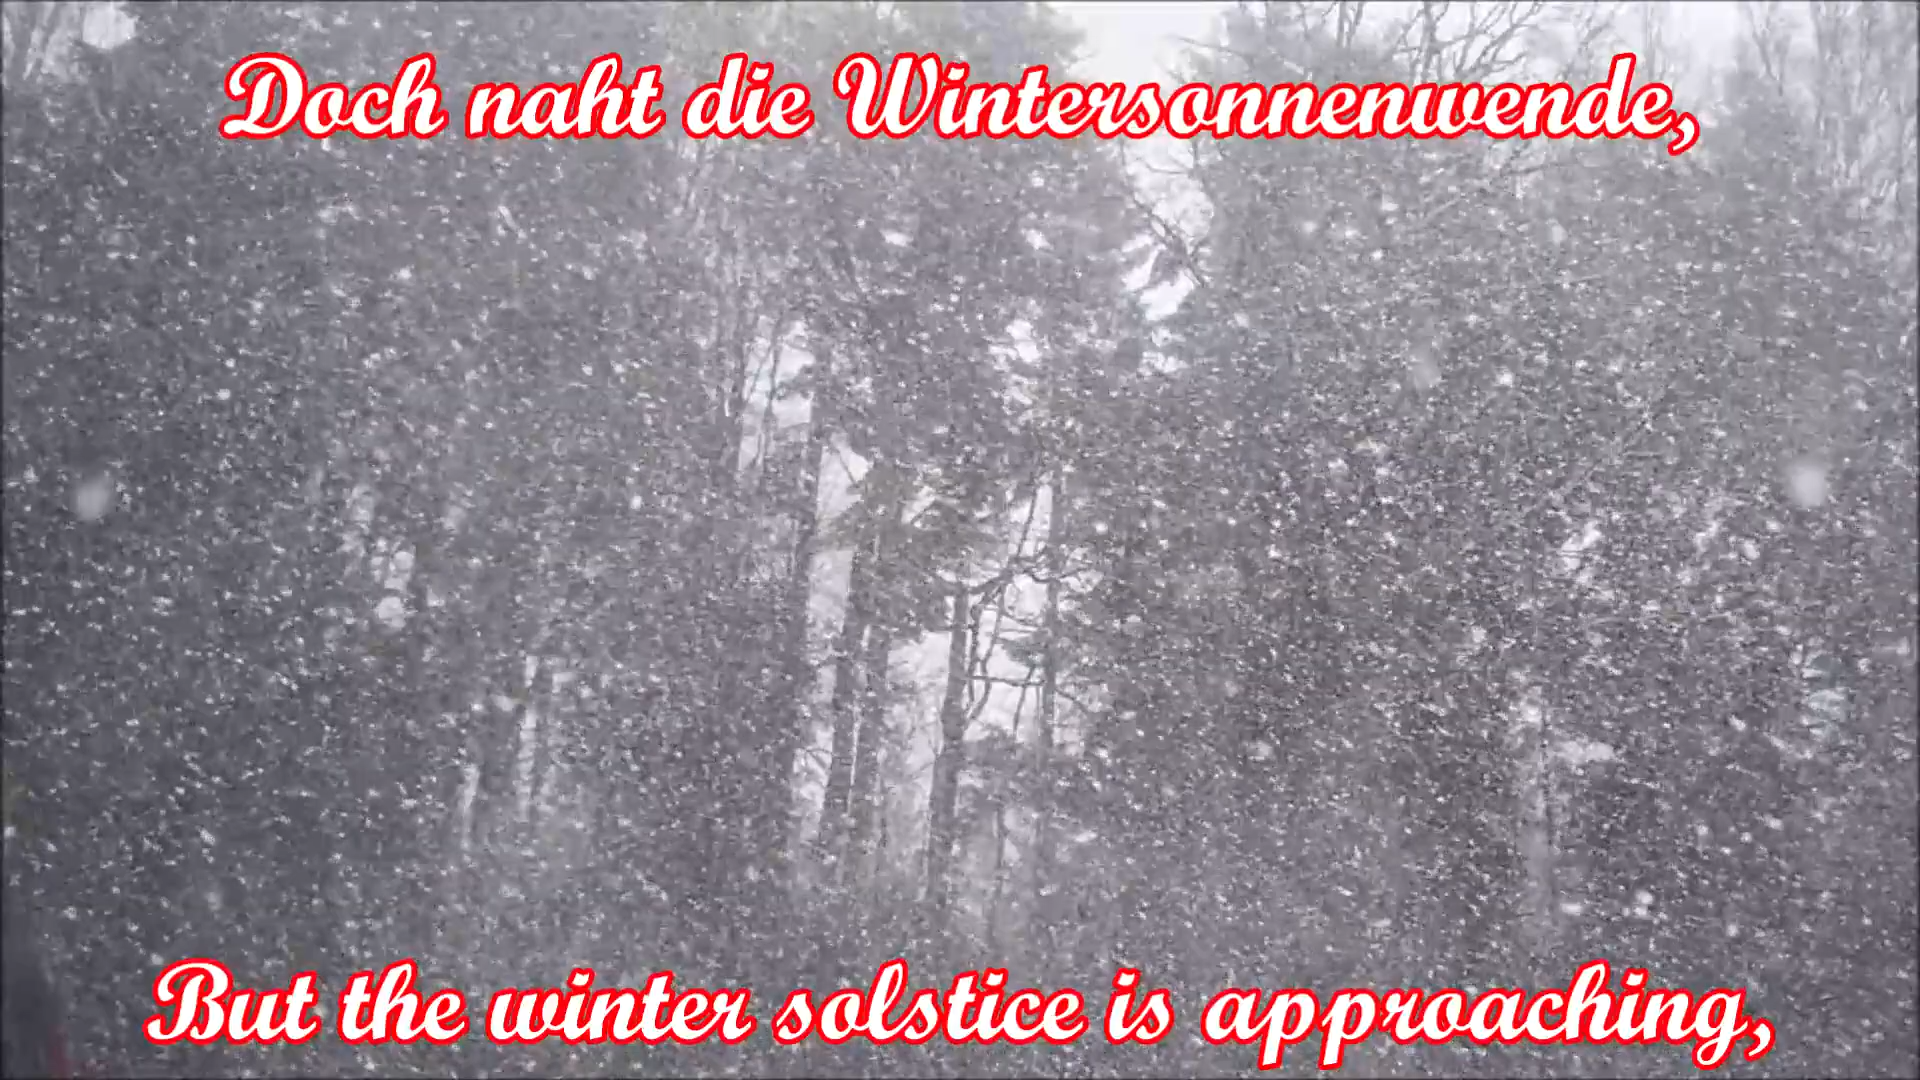 Doch naht die Wintersonnenwende,
But the winter solstice is approaching,